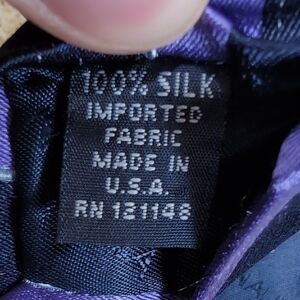 100% SILK
IMPORTED
FABRIC
MADE IN
U.S.A.
RN 121148